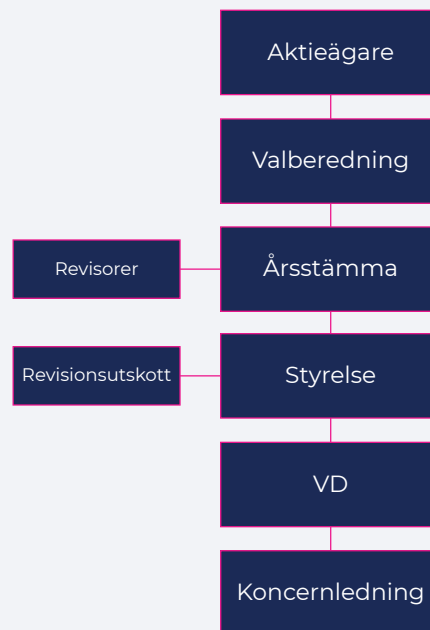 Aktieägare
Valberedning
Revisorer
Årsstämma
Revisionsutskott
Styrelse
VD
Koncernledning